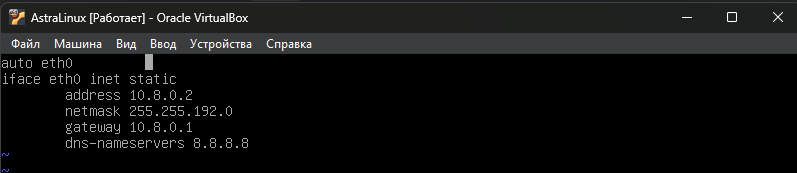 AstraLinux [Работает] - Oracle VirtualBox
Файл Машина Вид Ввод Устройства Справка
auto eth0
iface eth0 inet static
        address 10.8.0.2
        netmask 255.255.192.0
        gateway 10.8.0.1
        dns-nameservers 8.8.8.8
~
~